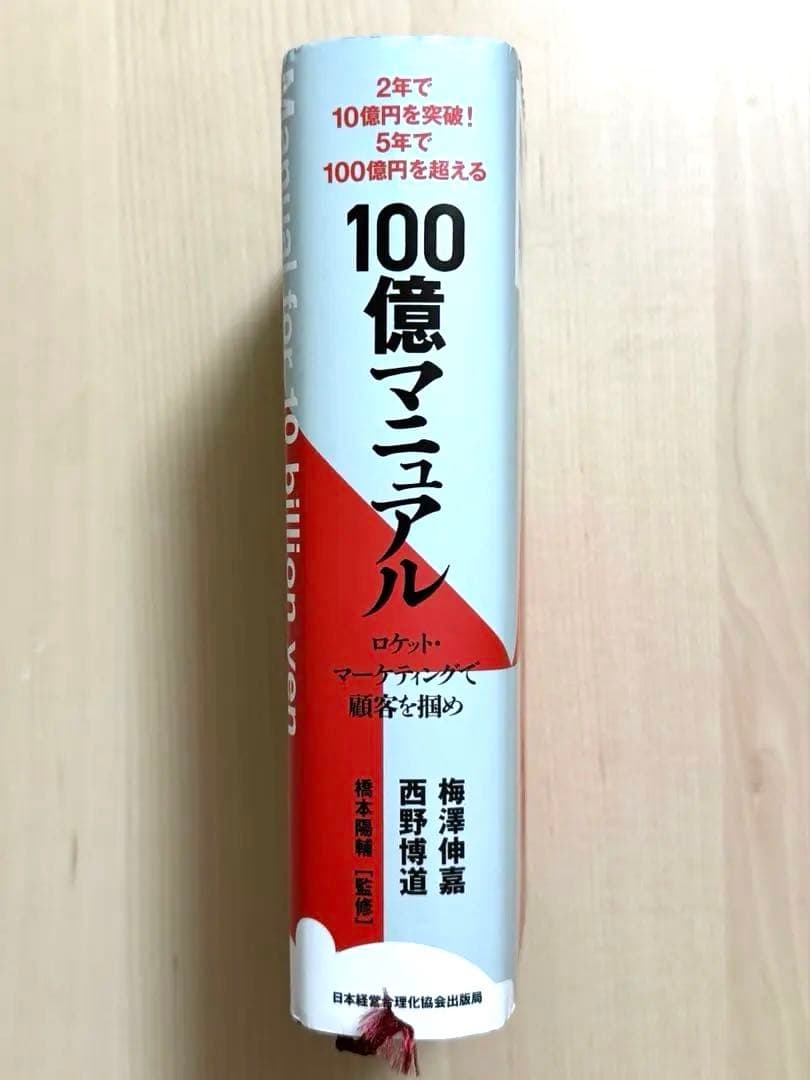 2年で
10億円を突破!
5年で
100億円を超える
100億マニュアル
ロケット・
マーケティングで
顧客を掴め
梅澤伸嘉
西野博道
橋本陽輔[監修]
日本経営合理化協会出版局
Manual for 10 billion yen